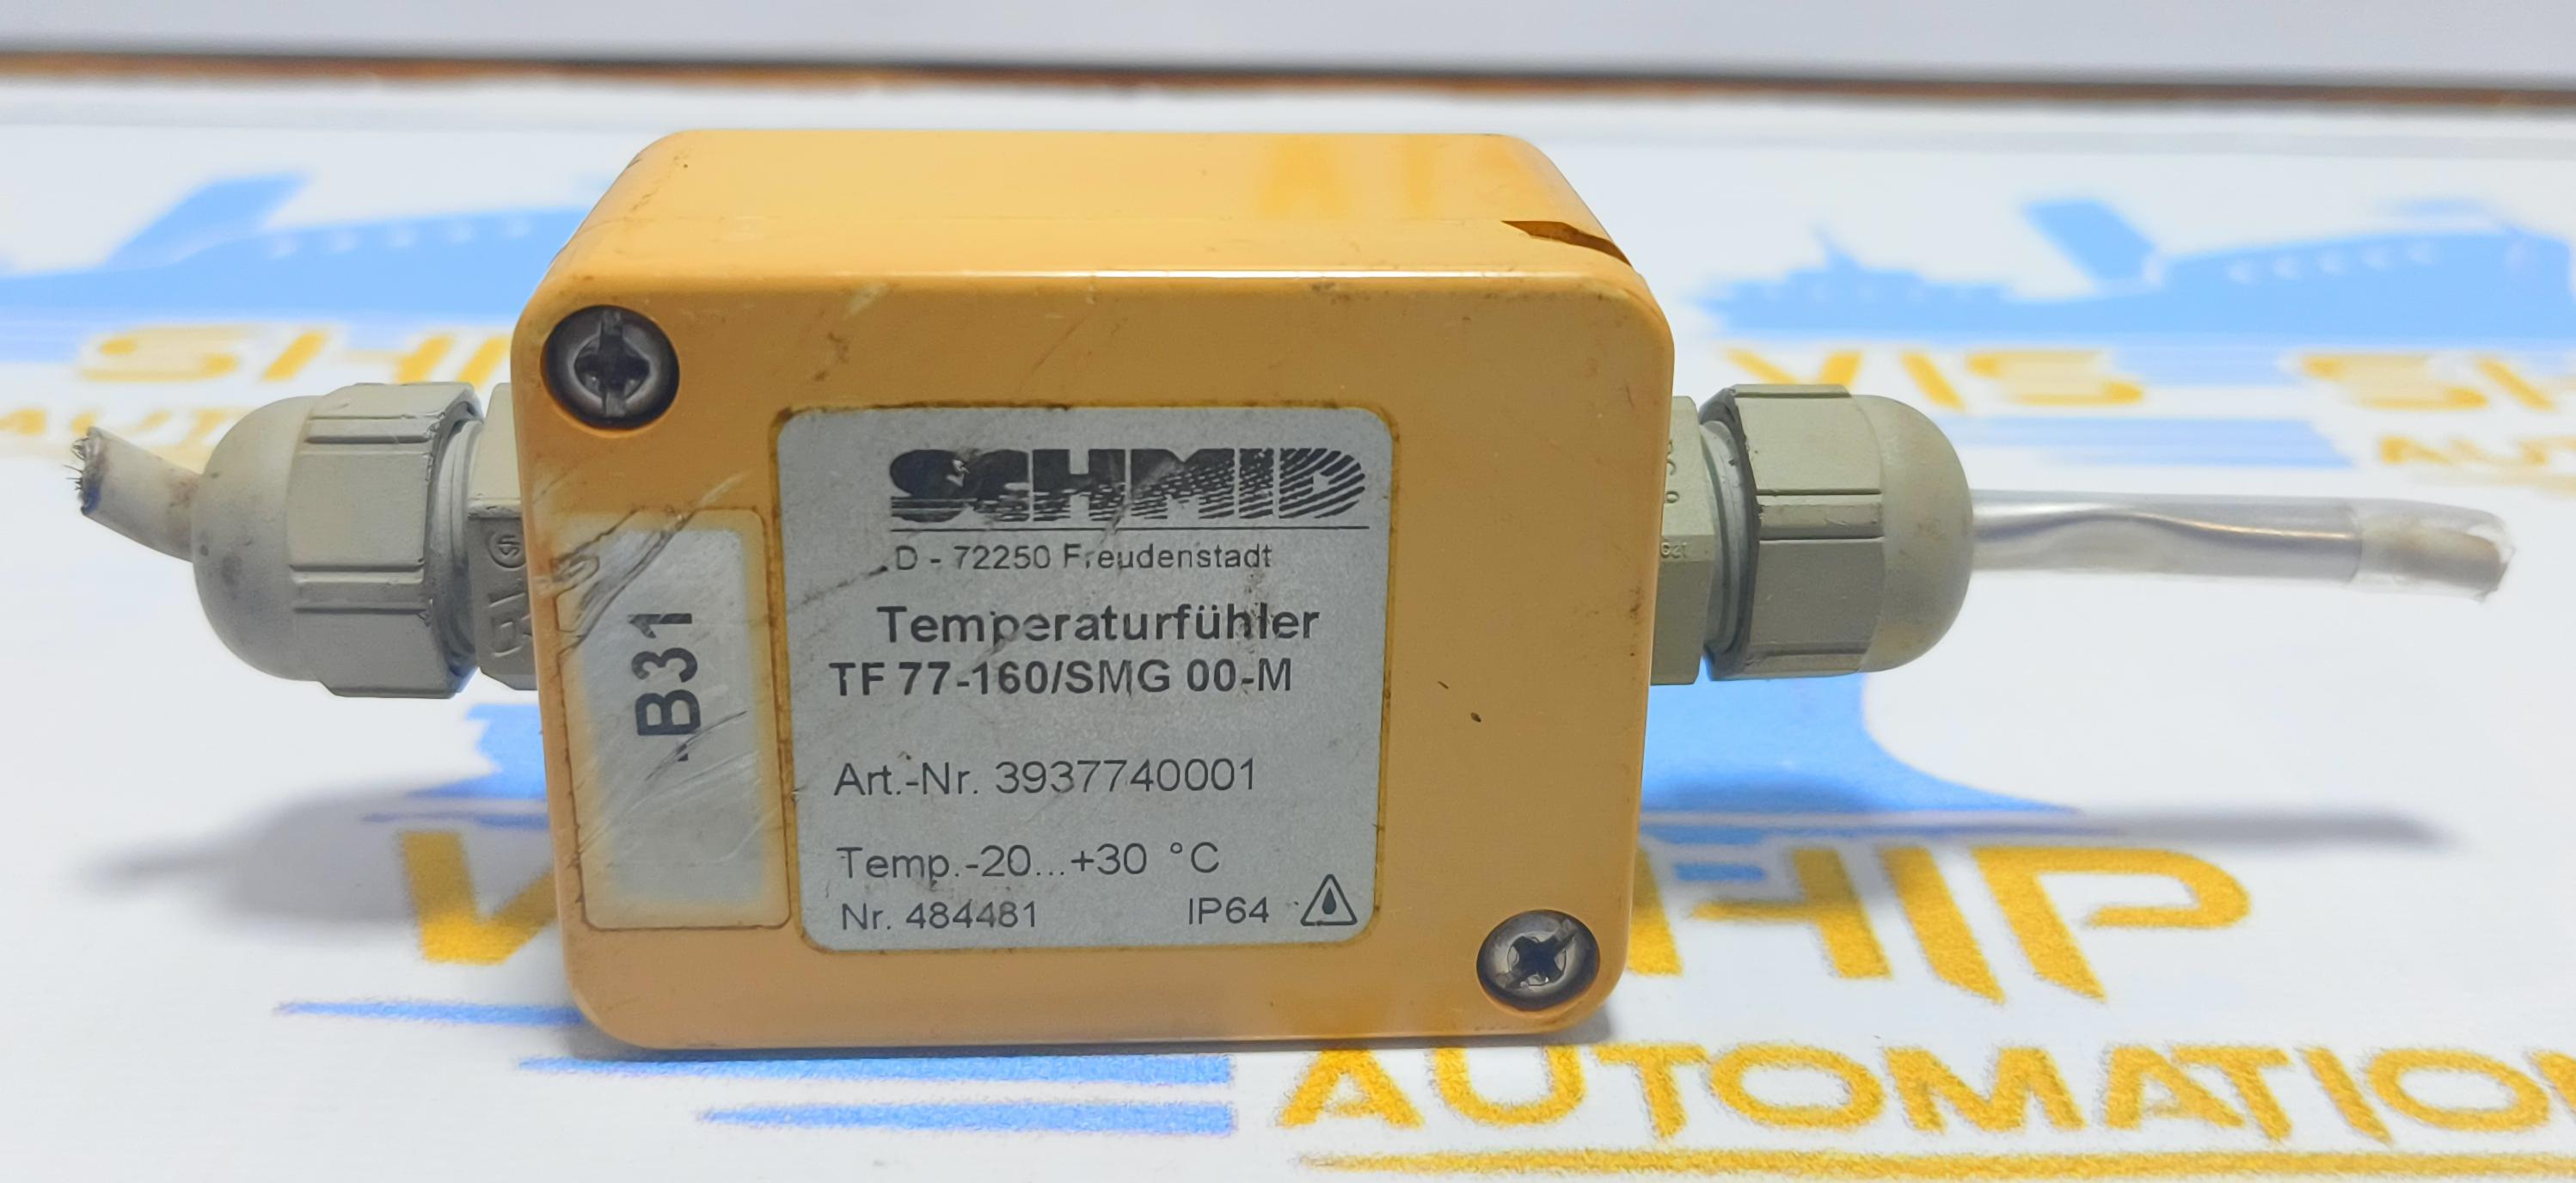 SCHMID
D - 72250 Freudenstadt
Temperaturfühler
TF 77-160/SMG 00-M
Art.-Nr. 3937740001
Temp.-20...+30 °C
Nr. 484481 IP64
-B31
VIS
SHIP
AUTOMATION